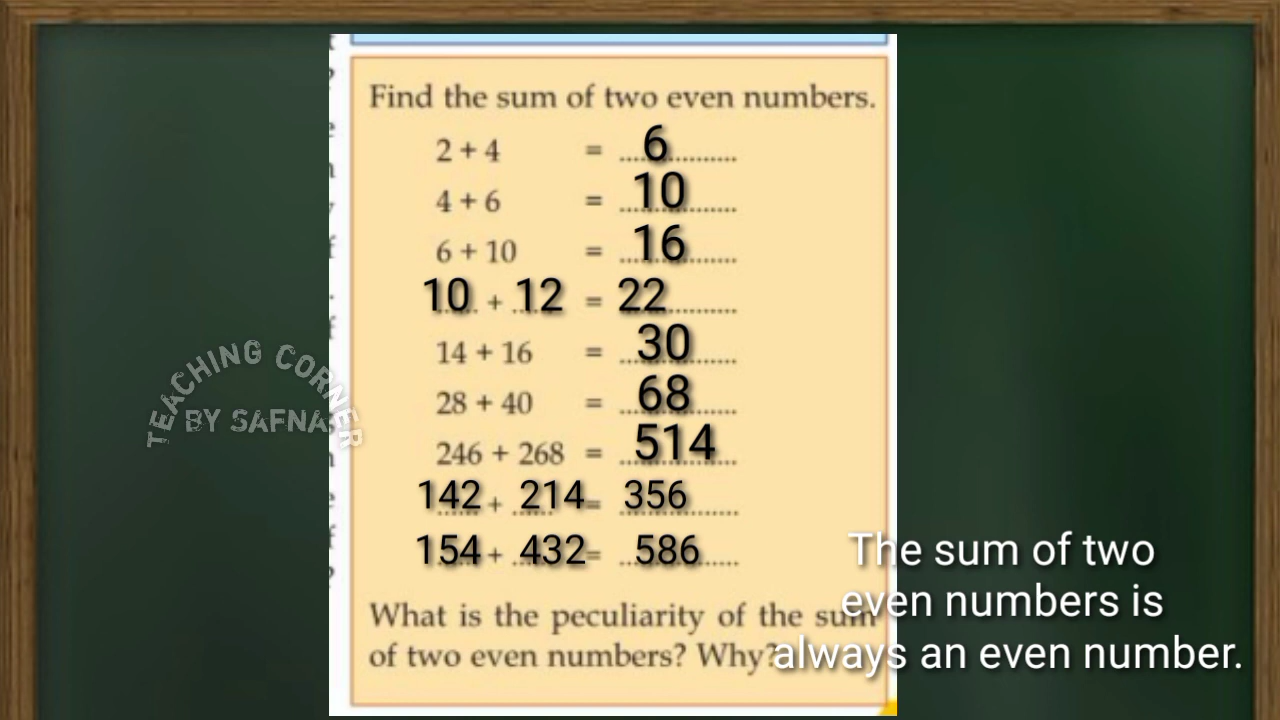 Find the sum of two even numbers.
2 + 4 = ....6..........
4 + 6 = ..10..........
6 + 10 = ..16..........
10 + 12 = 22..........
14 + 16 = ..30..........
28 + 40 = ..68..........
246 + 268 = ..514....
142 + 214 = 356........
154 + 432 = ..586......
What is the peculiarity of the sum
of two even numbers? Why?
The sum of two
even numbers is
always an even number.
TEACHING CORNER
BY SAFNA